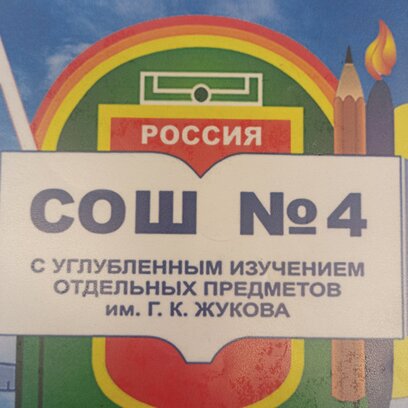 РОССИЯ
СОШ №4
С УГЛУБЛЕННЫМ ИЗУЧЕНИЕМ
ОТДЕЛЬНЫХ ПРЕДМЕТОВ
им. Г. К. ЖУКОВА